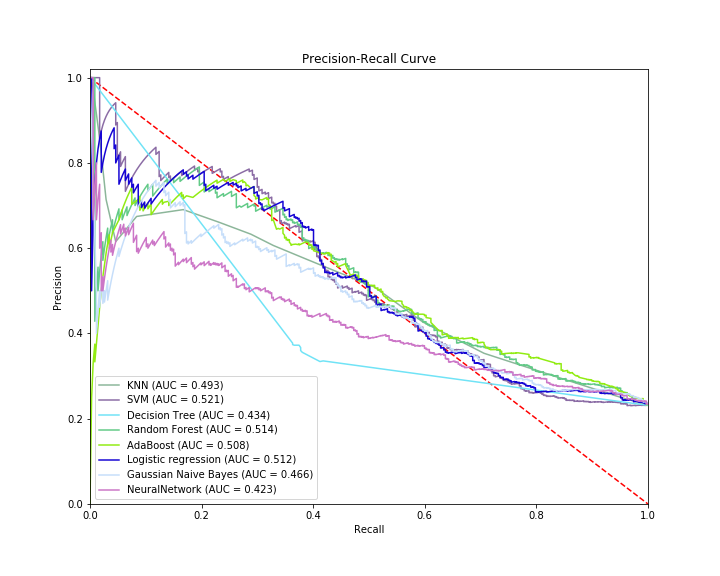 Precision-Recall Curve
1.0
0.8
0.6
0.4
0.2
0.0
Precision
KNN (AUC = 0.493)
SVM (AUC = 0.521)
Decision Tree (AUC = 0.434)
Random Forest (AUC = 0.514)
AdaBoost (AUC = 0.508)
Logistic regression (AUC = 0.512)
Gaussian Naive Bayes (AUC = 0.466)
NeuralNetwork (AUC = 0.423)
0.0 0.2 0.4 0.6 0.8 1.0
Recall